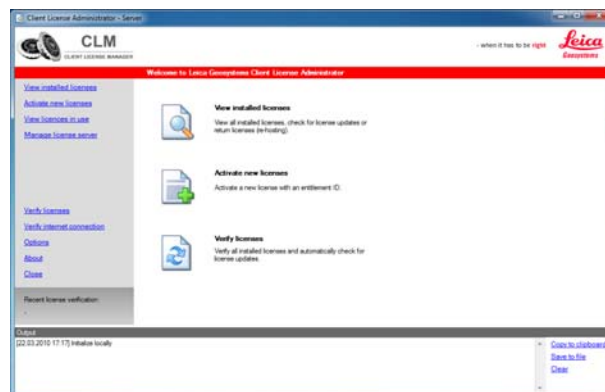 Client License Administrator - Server
CLM
CLIENT LICENSE MANAGER
- when it has to be right
Leica
Geosystems
Welcome to Leica Geosystems Client License Administrator
View installed licenses
Activate new licenses
View licences in use
Manage license server
Verify licenses
Verify internet connection
Options
About
Close
Recent license verification:
-
View installed licenses
View all installed licenses, check for license updates or
return licenses (re-hosting).
Activate new licenses
Activate a new license with an entitlement ID.
Verify licenses
Verify all installed licenses and automatically check for
license updates.
Output
[22.03.2010 17:17] Initialize locally
Copy to clipboard
Save to file
Clear